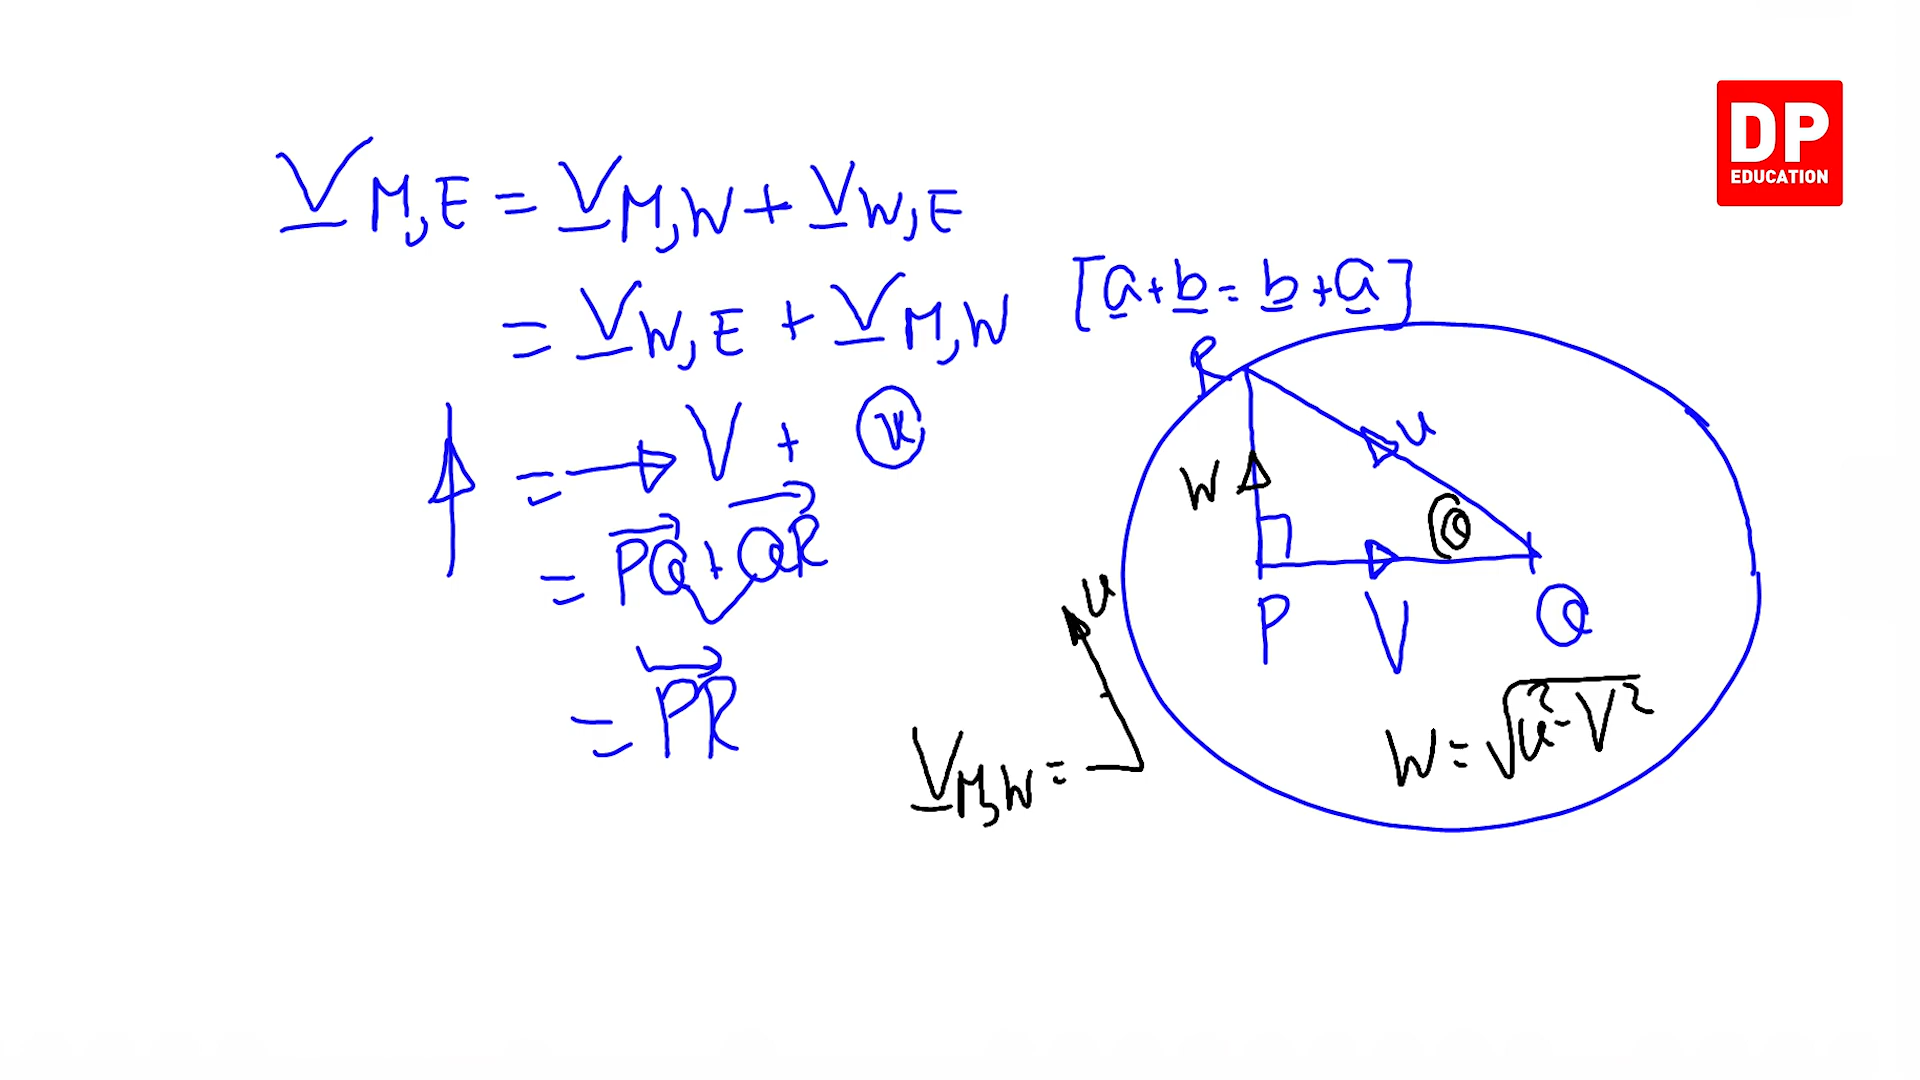 DP
EDUCATION
V M,E = V M,W + V W,E
= V W,E + V M,W
[a + b = b + a]
= → V + u
= PQ + QR
= PR
R
u
W
θ
P
V
Q
u
V M,W =
W = √u² - V²